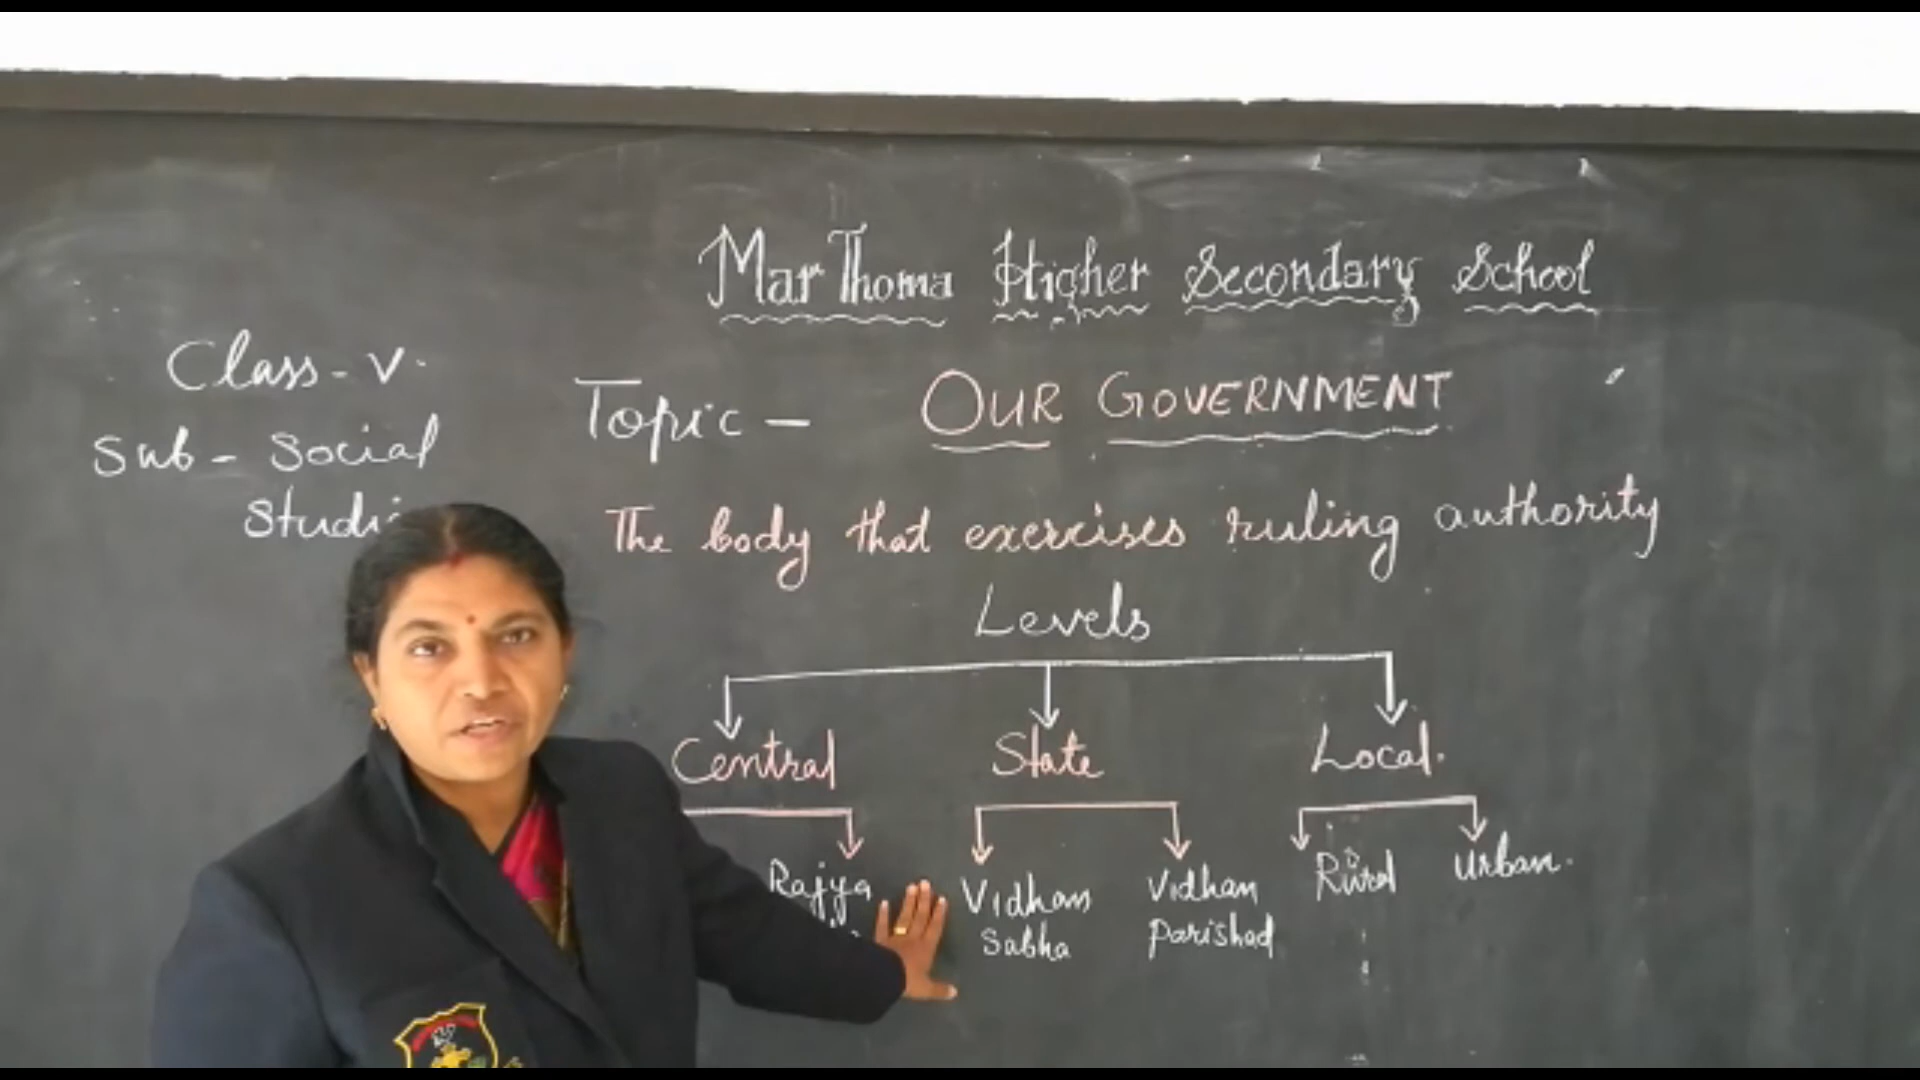 Mar Thoma Higher Secondary School
Class - V.
Sub - Social
Topic - OUR GOVERNMENT
The body that exercises ruling authority
Levels
Central State Local.
Rajya Vidhan Sabha Vidhan Parishad Rural Urban.